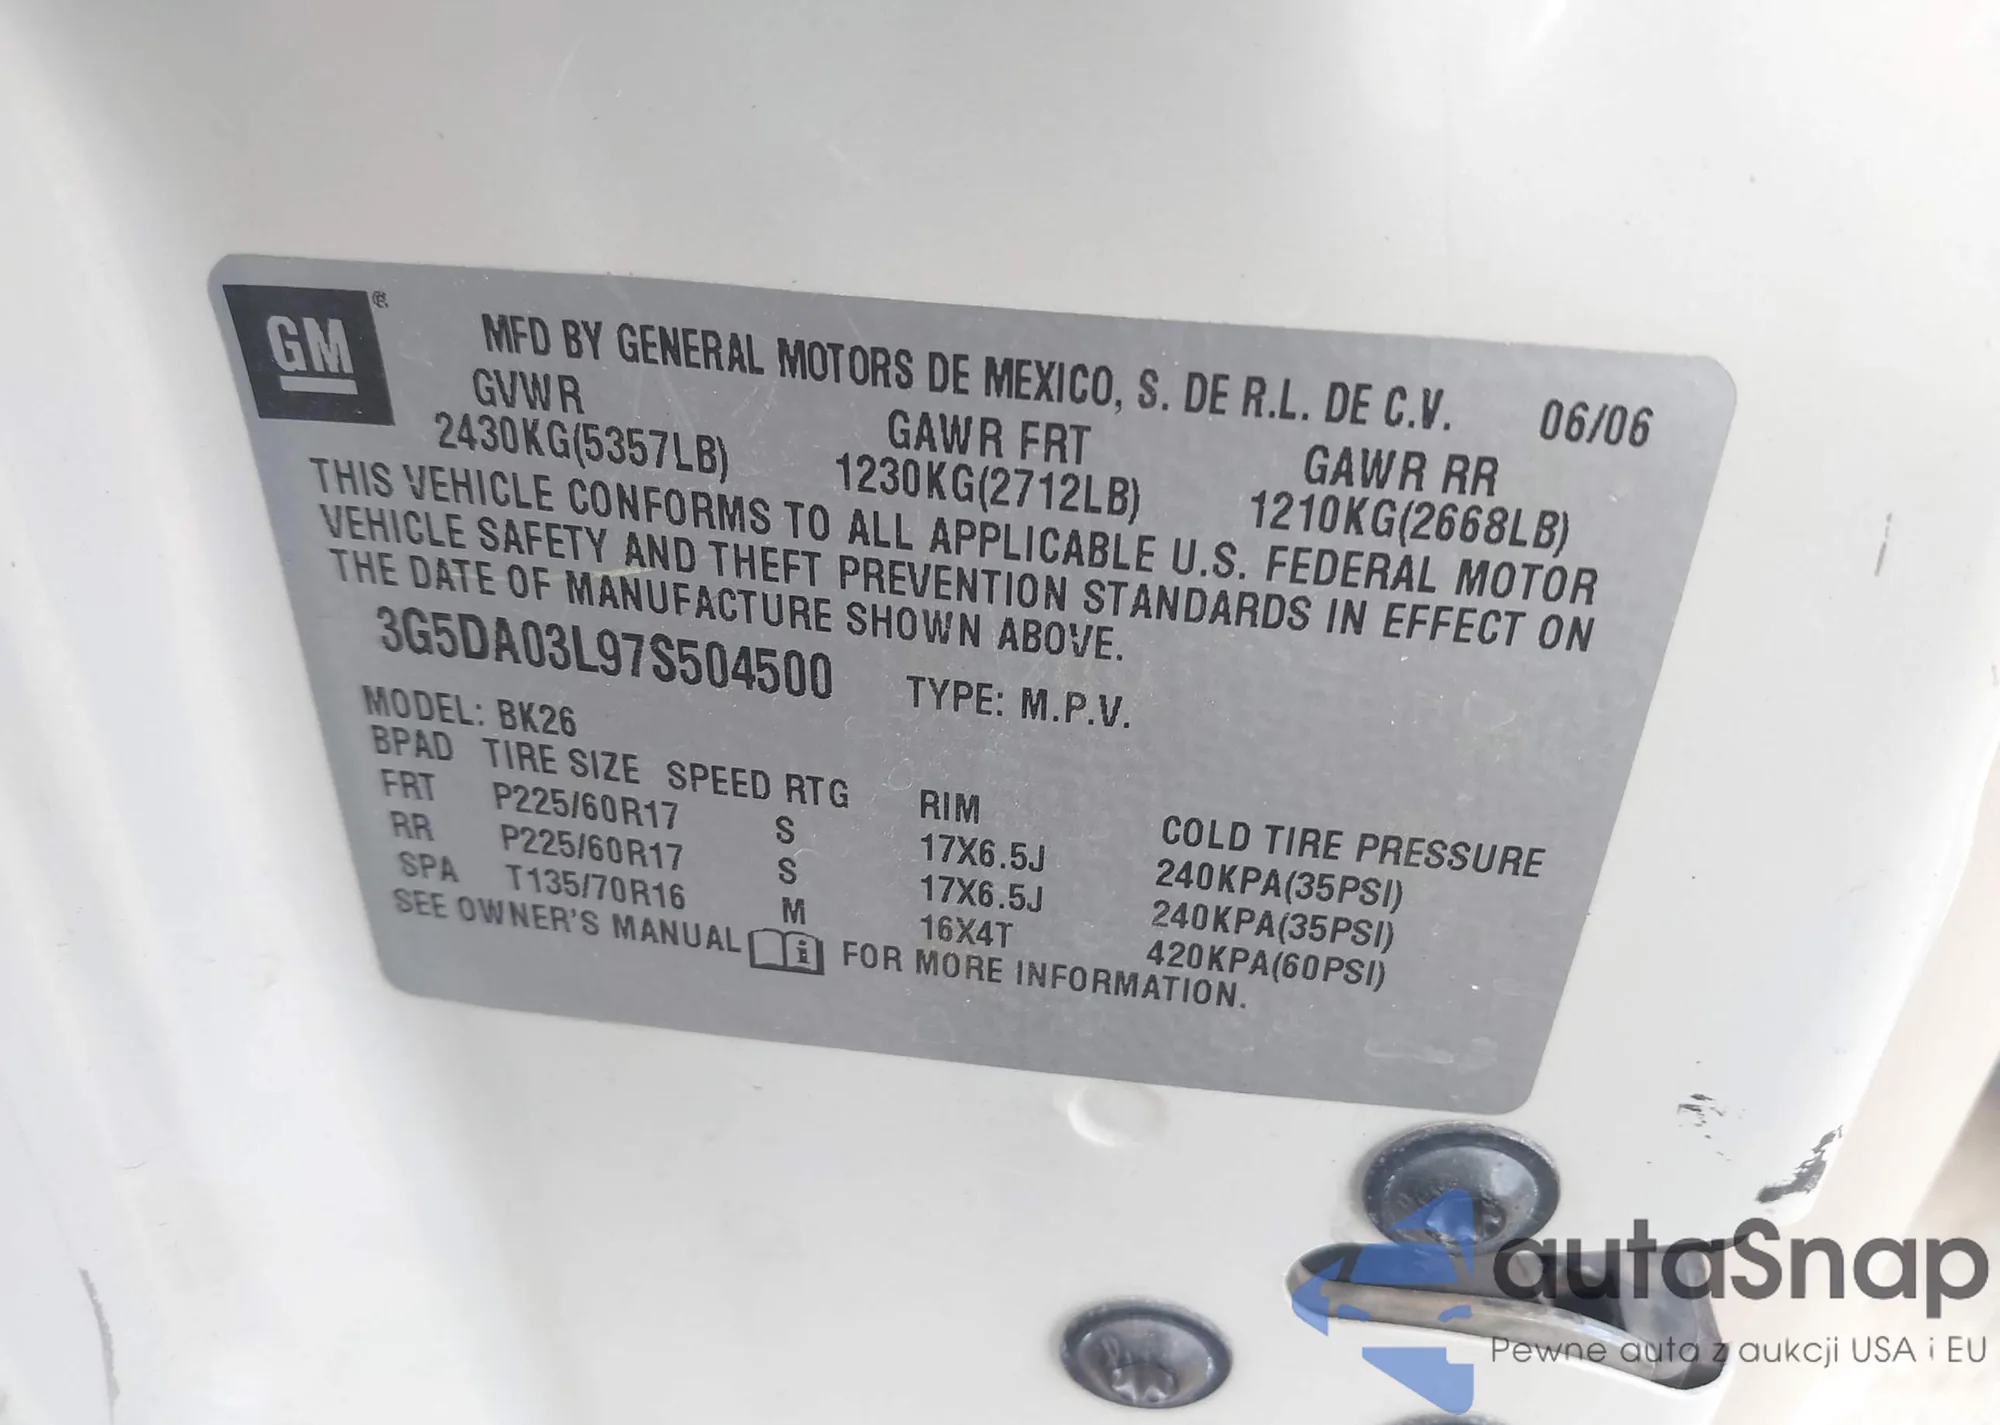 GM ®
MFD BY GENERAL MOTORS DE MEXICO, S. DE R.L. DE C.V. 06/06
GVWR GAWR FRT GAWR RR
2430KG(5357LB) 1230KG(2712LB) 1210KG(2668LB)
THIS VEHICLE CONFORMS TO ALL APPLICABLE U.S. FEDERAL MOTOR
VEHICLE SAFETY AND THEFT PREVENTION STANDARDS IN EFFECT ON
THE DATE OF MANUFACTURE SHOWN ABOVE.
3G5DA03L97S504500 TYPE: M.P.V.
MODEL: BK26
BPAD TIRE SIZE SPEED RTG RIM COLD TIRE PRESSURE
FRT P225/60R17 S 17X6.5J 240KPA(35PSI)
RR P225/60R17 S 17X6.5J 240KPA(35PSI)
SPA T135/70R16 M 16X4T 420KPA(60PSI)
SEE OWNER'S MANUAL i FOR MORE INFORMATION.
autaSnap
Pewne auta z aukcji USA i EU